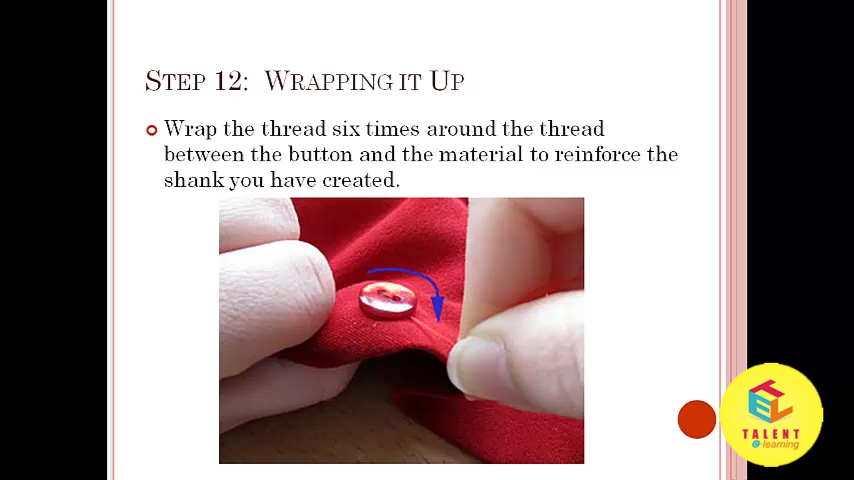 Step 12: Wrapping it Up
Wrap the thread six times around the thread
between the button and the material to reinforce the
shank you have created.
TEL
TALENT
e-learning